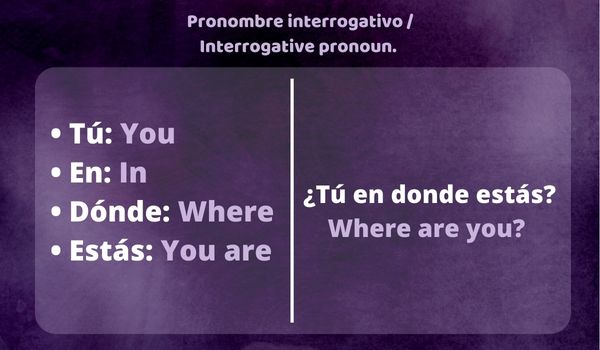 Pronombre interrogativo /
Interrogative pronoun.
• Tú: You
• En: In
• Dónde: Where
• Estás: You are
¿Tú en donde estás?
Where are you?